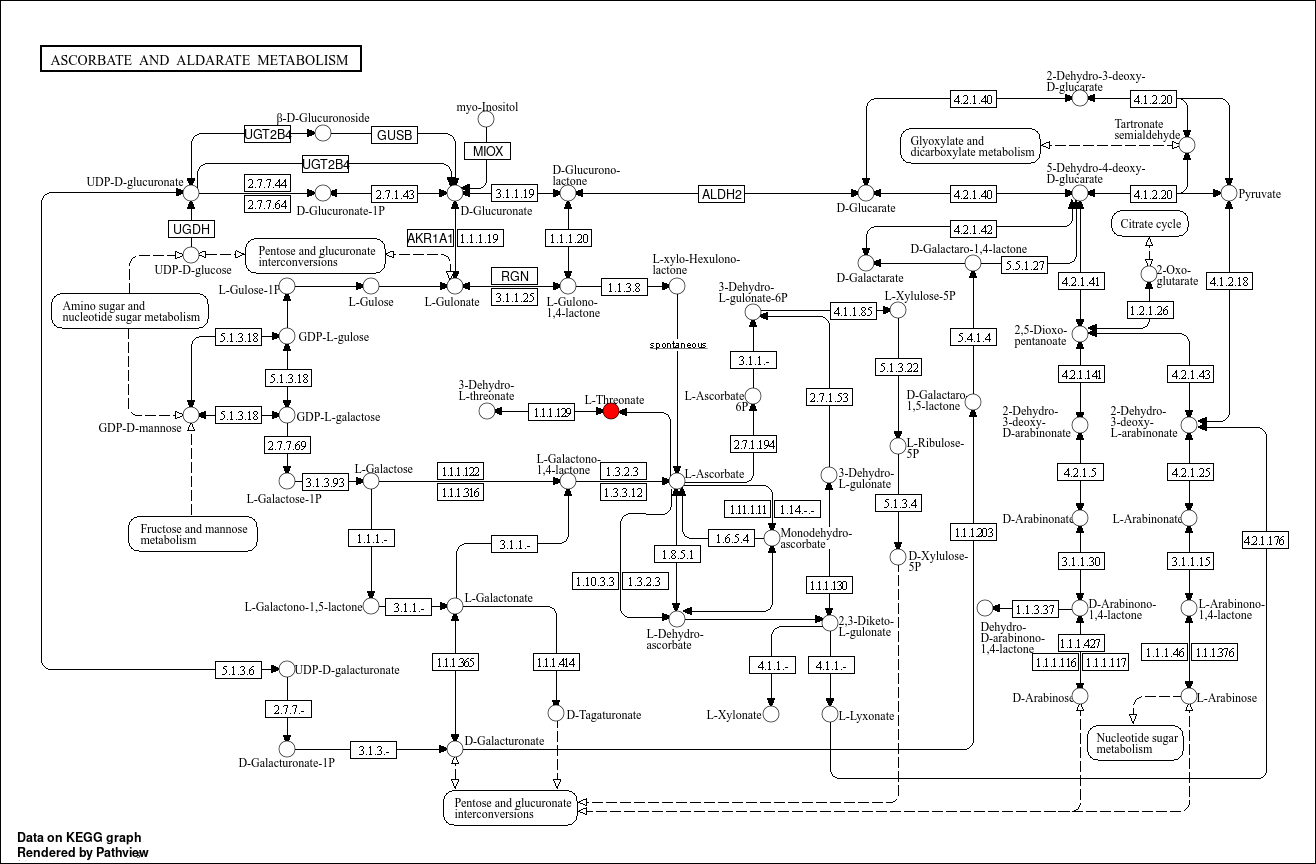 ASCORBATE AND ALDARATE METABOLISM
2-Dehydro-3-deoxy-
D-glucarate
4.2.1.40
4.1.2.20
myo-Inositol
β-D-Glucuronoside
UGT2B4
GUSB
MIOX
Tartronate
semialdehyde
Glyoxylate and
dicarboxylate metabolism
UGT2B4
UDP-D-glucuronate
2.7.7.44
2.7.7.64
2.7.1.43
D-Glucuronate-1P
D-Glucuronate
3.1.1.19
D-Glucurono-
lactone
ALDH2
D-Glucarate
4.2.1.40
5-Dehydro-4-deoxy-
D-glucarate
4.1.2.20
Pyruvate
UGDH
UDP-D-glucose
Pentose and glucuronate
interconversions
AKR1A1
1.1.1.19
1.1.1.20
4.2.1.42
Citrate cycle
D-Galactaro-1,4-lactone
5.5.1.27
D-Galactarate
L-xylo-Hexulono-
lactone
2-Oxo-
glutarate
4.2.1.41
4.1.2.18
Amino sugar and
nucleotide sugar metabolism
L-Gulose-1P
L-Gulose
L-Gulonate
RGN
3.1.1.25
L-Gulono-
1,4-lactone
1.1.3.8
3-Dehydro-
L-gulonate-6P
4.1.1.85
L-Xylulose-5P
1.2.1.26
5.1.3.18
GDP-L-gulose
spontaneous
5.4.1.4
2,5-Dioxo-
pentanoate
3.1.1.-
5.1.3.22
5.1.3.18
4.2.1.141
4.2.1.43
3-Dehydro-
L-threonate
1.1.1.129
L-Threonate
L-Ascorbate
6P
2.7.1.53
D-Galactaro
1,5-lactone
5.1.3.18
GDP-L-galactose
GDP-D-mannose
2-Dehydro-
3-deoxy-
D-arabinonate
2-Dehydro-
3-deoxy-
L-arabinonate
2.7.7.69
2.7.1.194
L-Ribulose-
5P
L-Galactose-1P
3.1.3.93
L-Galactose
1.1.1.122
1.1.1.316
L-Galactono-
1,4-lactone
1.3.2.3
1.3.3.12
L-Ascorbate
3-Dehydro-
L-gulonate
4.2.1.5
4.2.1.25
5.1.3.4
1.11.1.11
1.14.-.-
D-Arabinonate
L-Arabinonate
Fructose and mannose
metabolism
1.1.1.-
3.1.1.-
1.6.5.4
Monodehydro-
ascorbate
1.1.1.203
4.2.1.176
1.8.5.1
D-Xylulose-
5P
3.1.1.30
3.1.1.15
1.10.3.3
1.3.2.3
1.1.1.130
L-Galactono-1,5-lactone
3.1.1.-
L-Galactonate
1.1.3.37
D-Arabinono-
1,4-lactone
L-Arabinono-
1,4-lactone
L-Dehydro-
ascorbate
2,3-Diketo-
L-gulonate
Dehydro-
D-arabinono-
1,4-lactone
1.1.1.427
1.1.1.116
1.1.1.117
1.1.1.46
1.1.1.376
5.1.3.6
UDP-D-galacturonate
1.1.1.365
1.1.1.414
4.1.1.-
4.1.1.-
D-Arabinose
L-Arabinose
2.7.7.-
D-Tagaturonate
L-Xylonate
L-Lyxonate
D-Galacturonate-1P
3.1.3.-
D-Galacturonate
Nucleotide sugar
metabolism
Pentose and glucuronate
interconversions
Data on KEGG graph
Rendered by Pathview